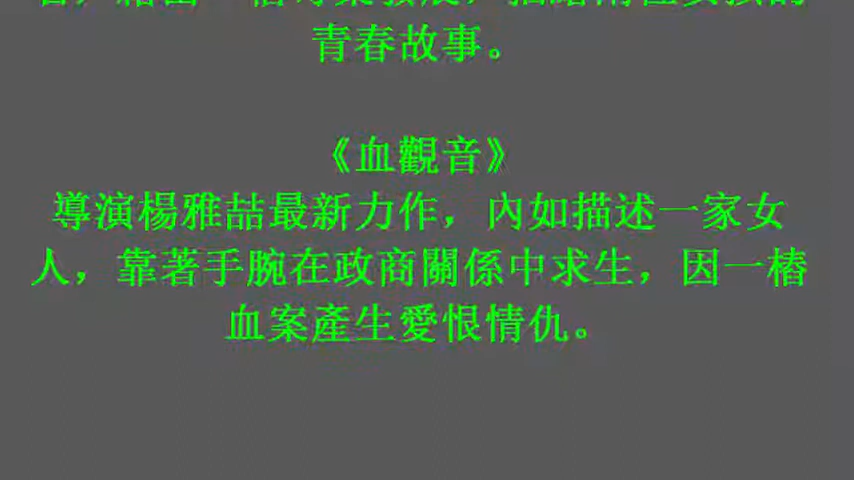 青春故事。
《血觀音》
導演楊雅喆最新力作，內如描述一家女
人，靠著手腕在政商關係中求生，因一樁
血案產生愛恨情仇。